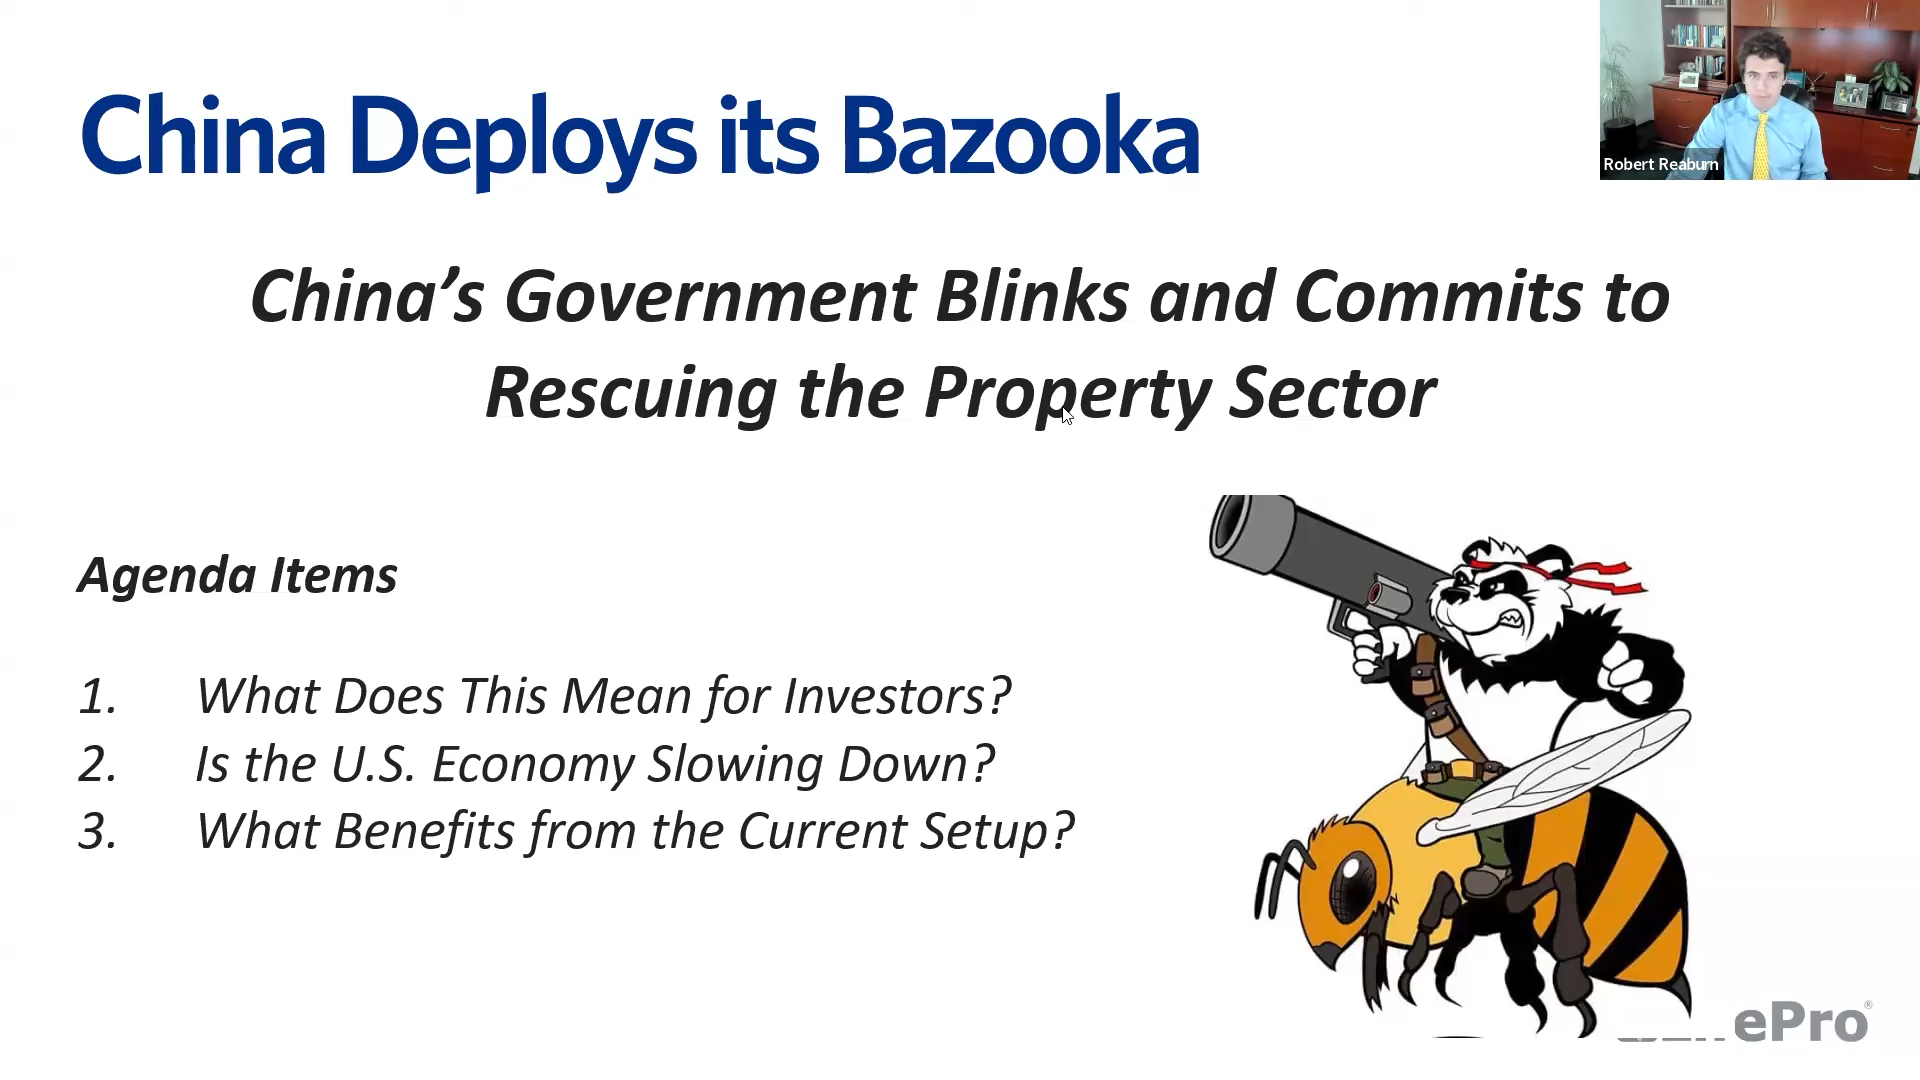 China Deploys its Bazooka
Robert Reaburn
China’s Government Blinks and Commits to
Rescuing the Property Sector
Agenda Items
1. What Does This Mean for Investors?
2. Is the U.S. Economy Slowing Down?
3. What Benefits from the Current Setup?
ePro®